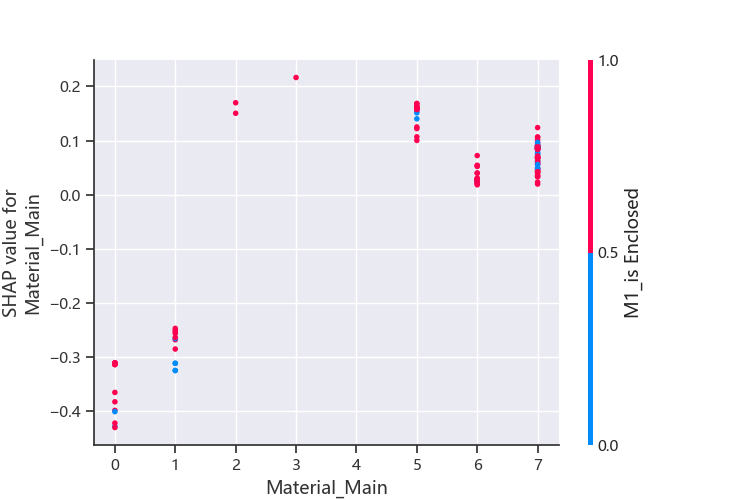 0.2
0.1
0.0
−0.1
−0.2
−0.3
−0.4
SHAP value for
Material_Main
0 1 2 3 4 5 6 7
Material_Main
1.0
0.5
0.0
M1_is Enclosed